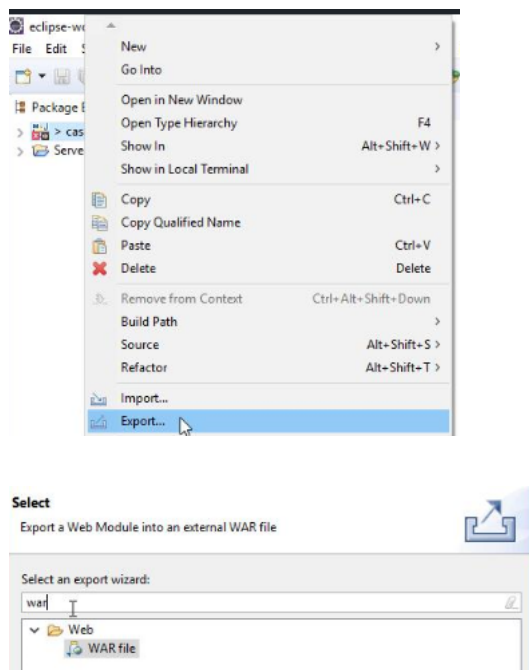 eclipse-wo
File Edit
New
Go Into
Package
Open in New Window
Open Type Hierarchy F4
> cas
Show In Alt+Shift+W >
Serve
Show in Local Terminal
Copy Ctrl+C
Copy Qualified Name
Paste Ctrl+V
Delete Delete
Remove from Context Ctrl+Alt+Shift+Down
Build Path
Source Alt+Shift+S >
Refactor Alt+Shift+T >
Import...
Export...
Select
Export a Web Module into an external WAR file
Select an export wizard:
war
Web
WAR file